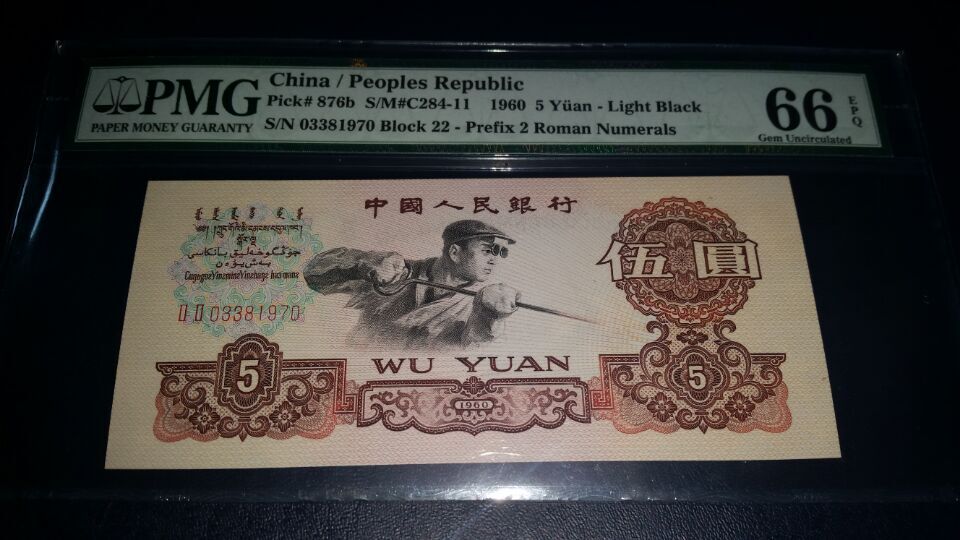 PMG
PAPER MONEY GUARANTY
China / Peoples Republic
Pick# 876b S/M#C284-11 1960 5 Yüan - Light Black
S/N 03381970 Block 22 - Prefix 2 Roman Numerals
66 EPQ
Gem Uncirculated
中國人民銀行
伍圓
II II 03381970
WU YUAN
5
1960
5